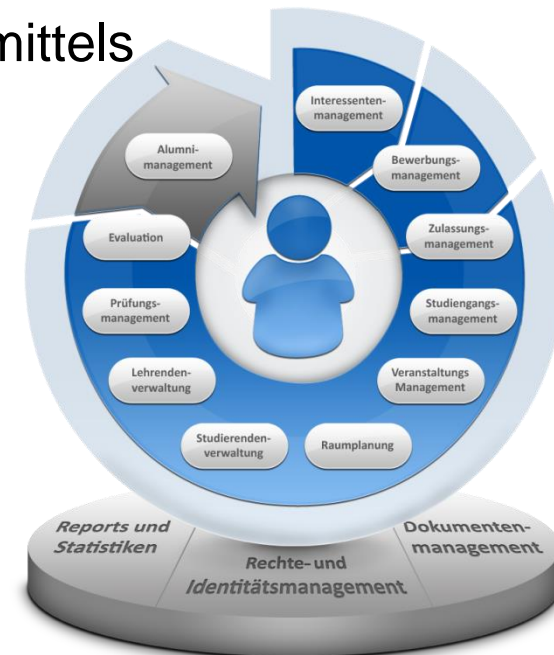 mittels
Interessenten-
management
Bewerbungs-
management
Zulassungs-
management
Studiengangs-
management
Veranstaltungs
Management
Raumplanung
Studierenden-
verwaltung
Lehrenden-
verwaltung
Prüfungs-
management
Evaluation
Alumni-
management
Reports und
Statistiken
Rechte- und
Identitätsmanagement
Dokumenten-
management